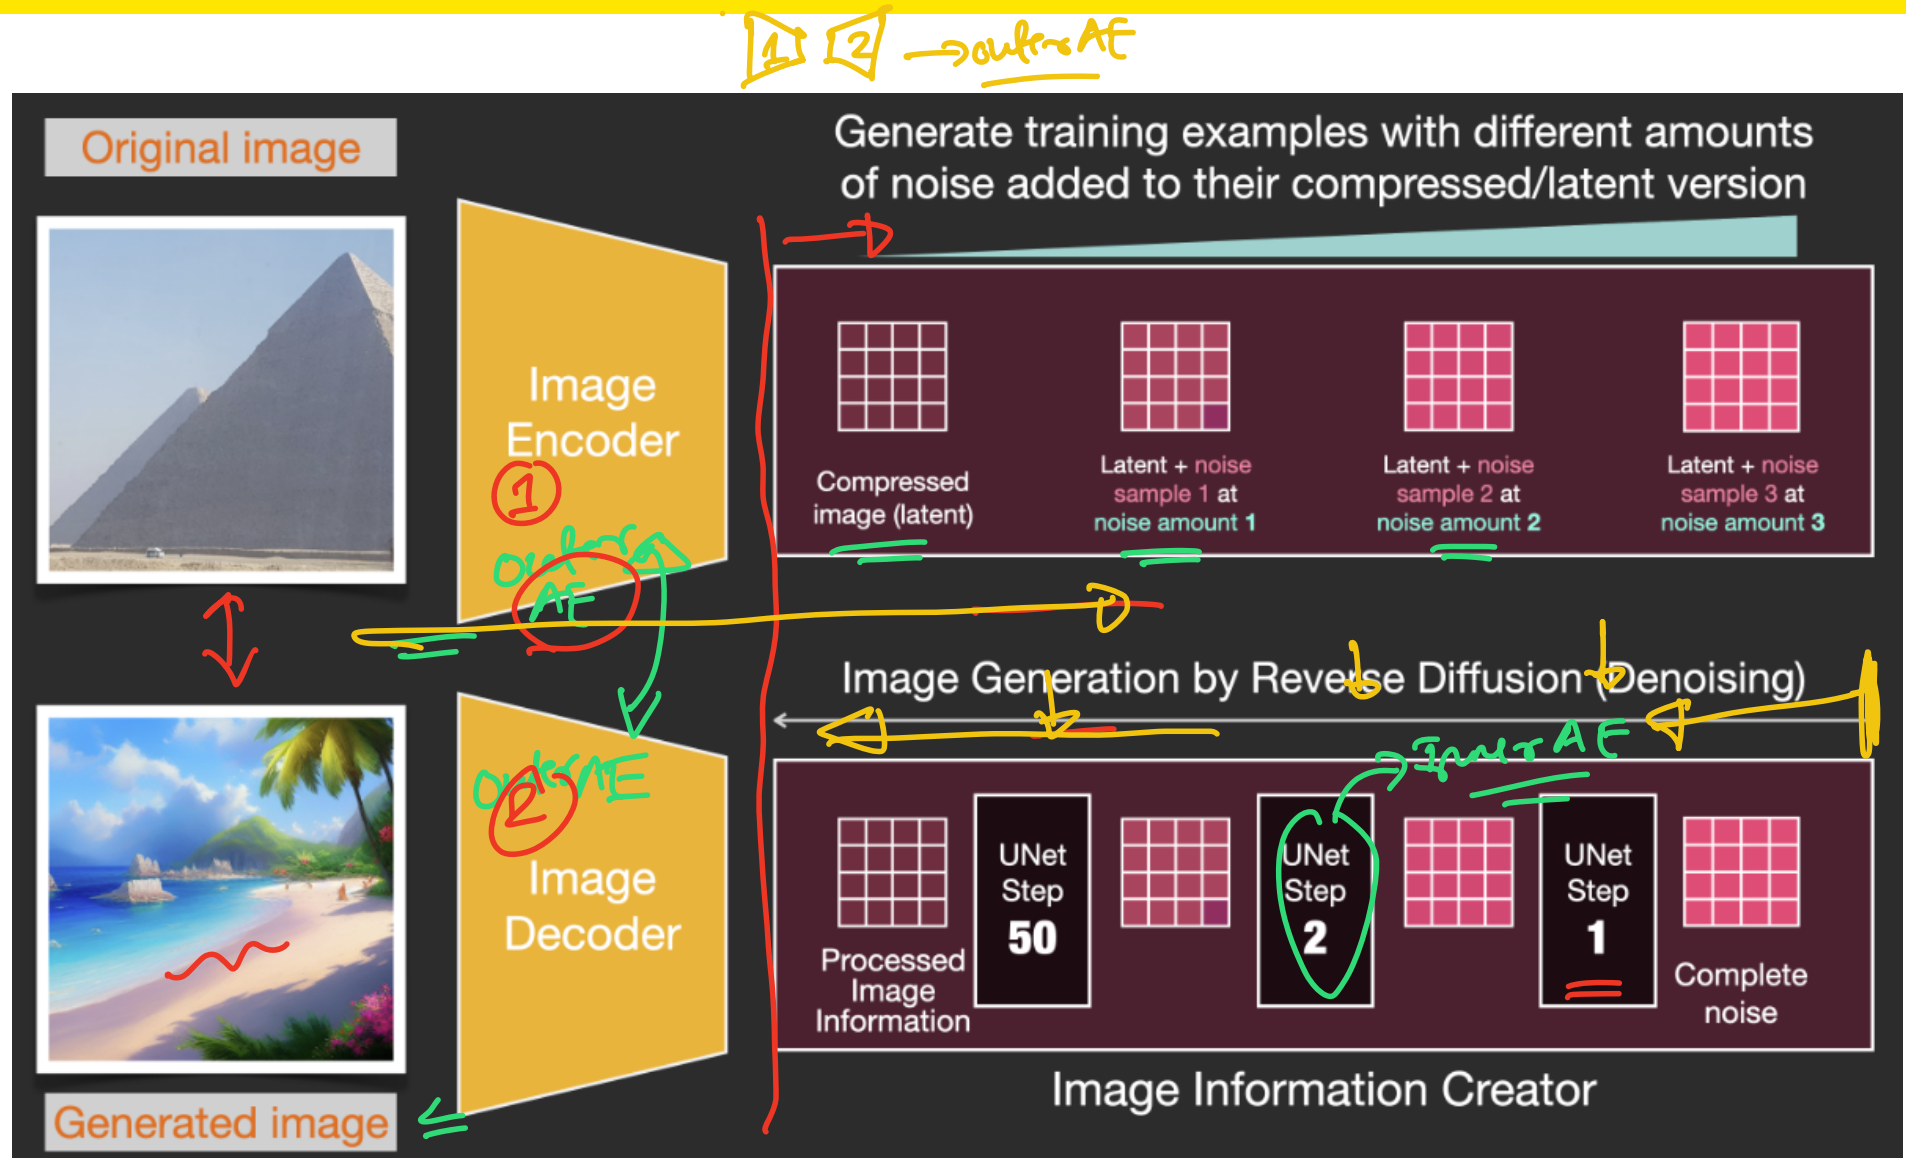 1 2 → outer AE
Original image
Generate training examples with different amounts
of noise added to their compressed/latent version
Image
Encoder
1
outer
AE
Compressed
image (latent)
Latent + noise
sample 1 at
noise amount 1
Latent + noise
sample 2 at
noise amount 2
Latent + noise
sample 3 at
noise amount 3
Image Generation by Reverse Diffusion (Denoising)
Inner AE
outer AE
2
Image
Decoder
Processed
Image
Information
UNet
Step
50
UNet
Step
2
UNet
Step
1
Complete
noise
Generated image
Image Information Creator